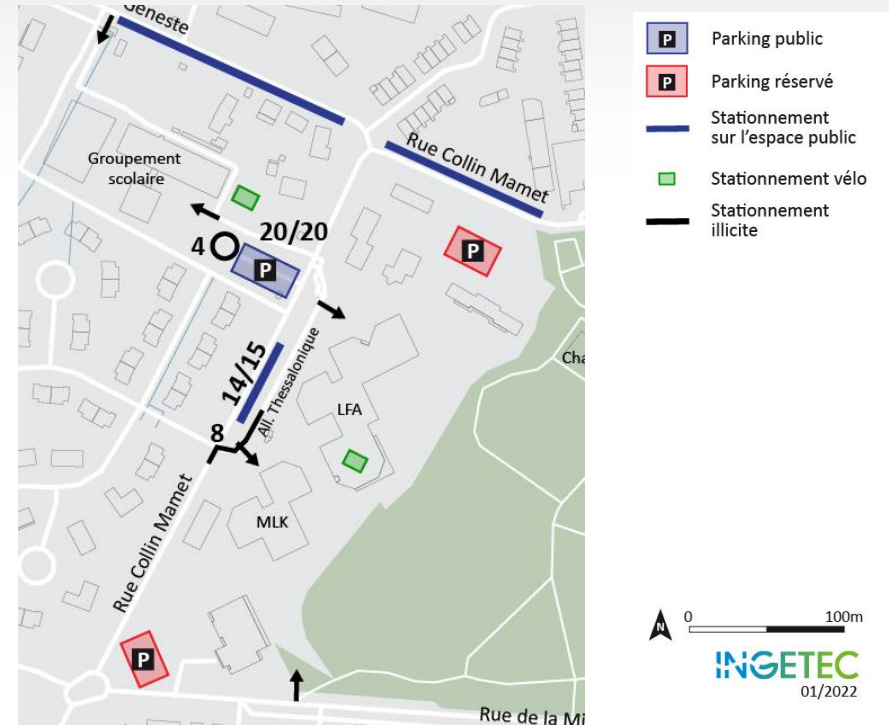 Geneste
Groupement
scolaire
Rue Collin Mamet
4
20/20
P
P
14/15
All. Thessalonique
8
LFA
MLK
Rue Collin Mamet
P
Rue de la Mi
Cha
P Parking public
P Parking réservé
Stationnement
sur l'espace public
Stationnement vélo
Stationnement
illicite
N
0 100m
INGETEC
01/2022